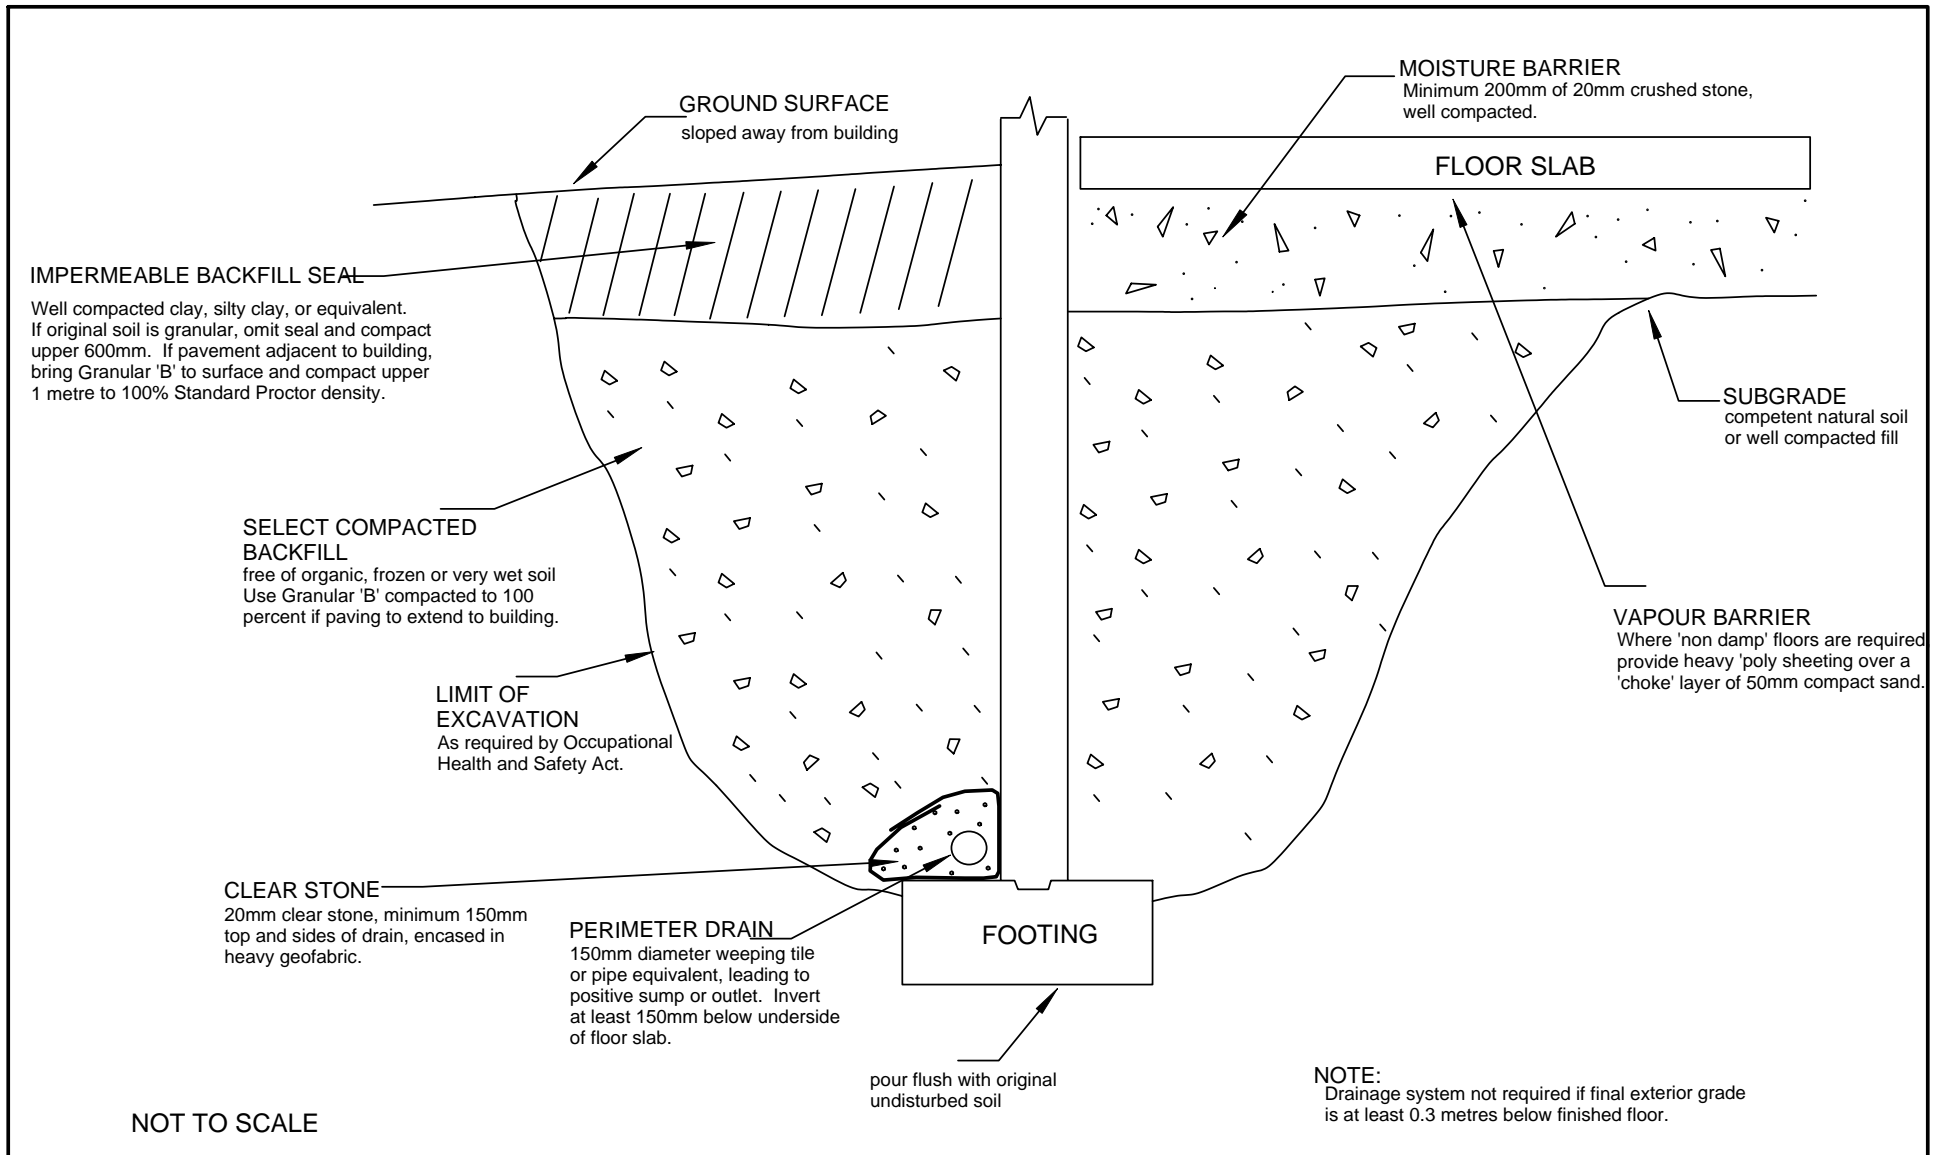 MOISTURE BARRIER
Minimum 200mm of 20mm crushed stone,
well compacted.
GROUND SURFACE
sloped away from building
FLOOR SLAB
IMPERMEABLE BACKFILL SEAL
Well compacted clay, silty clay, or equivalent.
If original soil is granular, omit seal and compact
upper 600mm. If pavement adjacent to building,
bring Granular 'B' to surface and compact upper
1 metre to 100% Standard Proctor density.
SUBGRADE
competent natural soil
or well compacted fill
SELECT COMPACTED
BACKFILL
free of organic, frozen or very wet soil
Use Granular 'B' compacted to 100
percent if paving to extend to building.
VAPOUR BARRIER
Where 'non damp' floors are required
provide heavy 'poly sheeting over a
'choke' layer of 50mm compact sand.
LIMIT OF
EXCAVATION
As required by Occupational
Health and Safety Act.
CLEAR STONE
20mm clear stone, minimum 150mm
top and sides of drain, encased in
heavy geofabric.
PERIMETER DRAIN
150mm diameter weeping tile
or pipe equivalent, leading to
positive sump or outlet. Invert
at least 150mm below underside
of floor slab.
FOOTING
pour flush with original
undisturbed soil
NOTE:
Drainage system not required if final exterior grade
is at least 0.3 metres below finished floor.
NOT TO SCALE